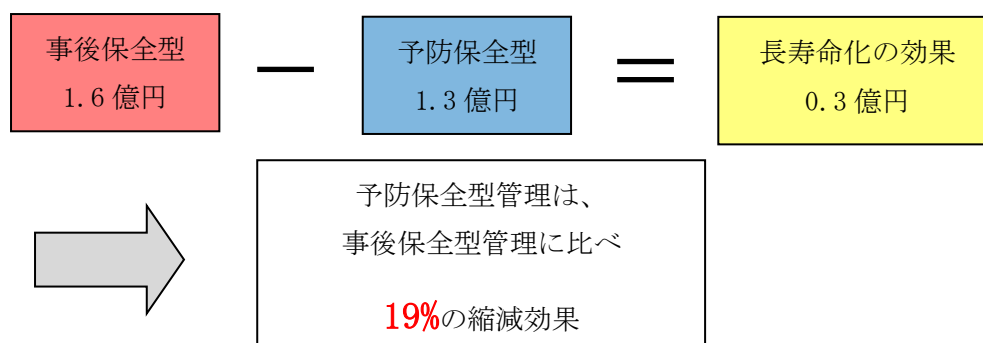 事後保全型
1.6 億円
－
予防保全型
1.3 億円
＝
長寿命化の効果
0.3 億円
予防保全型管理は、
事後保全型管理に比べ
19%の縮減効果